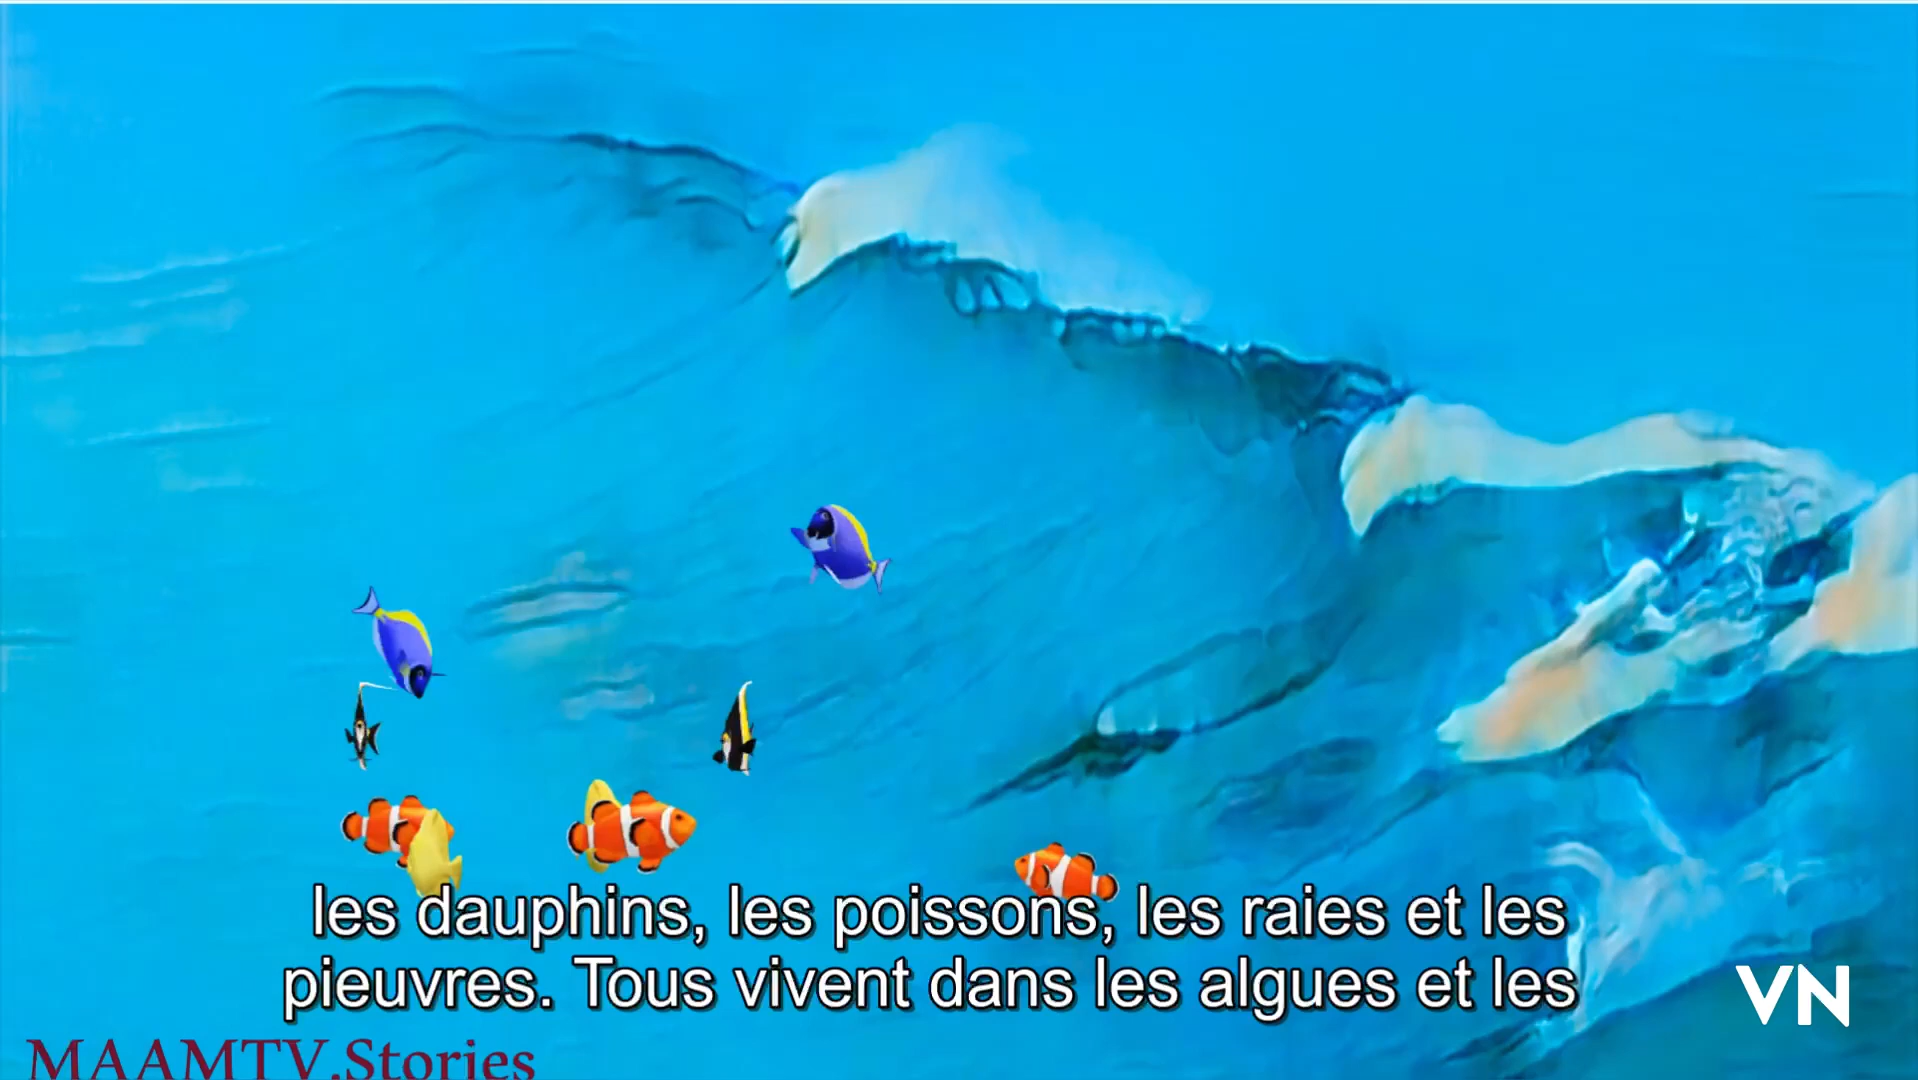 les dauphins, les poissons, les raies et les
pieuvres. Tous vivent dans les algues et les
VN
MAAMTV.Stories